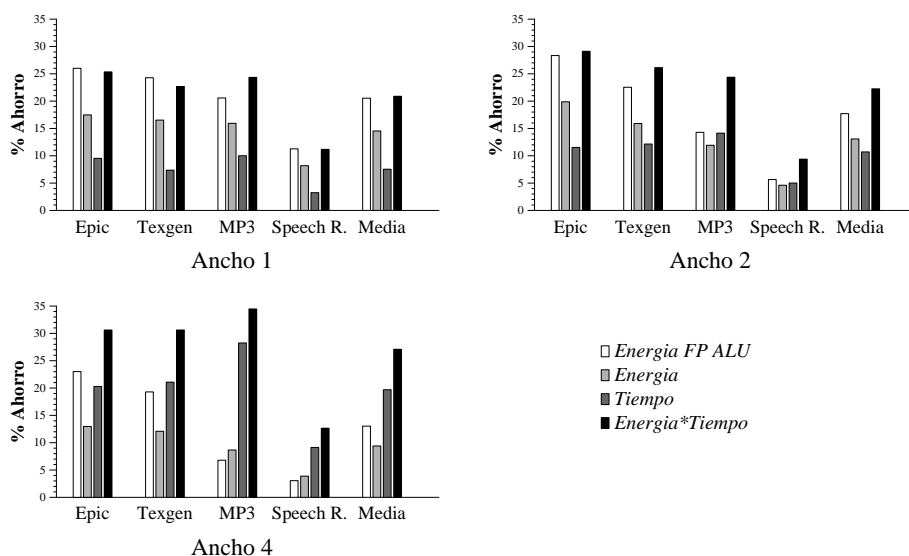 35
30
25
20
15
10
5
0
% Ahorro
Epic Texgen MP3 Speech R. Media
Ancho 1
35
30
25
20
15
10
5
0
% Ahorro
Epic Texgen MP3 Speech R. Media
Ancho 2
35
30
25
20
15
10
5
0
% Ahorro
Epic Texgen MP3 Speech R. Media
Ancho 4
Energia FP ALU
Energia
Tiempo
Energia*Tiempo